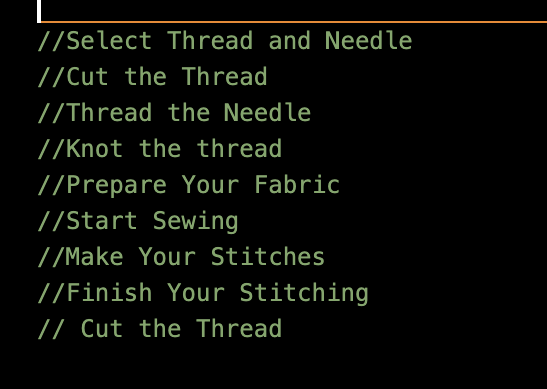 //Select Thread and Needle
//Cut the Thread
//Thread the Needle
//Knot the thread
//Prepare Your Fabric
//Start Sewing
//Make Your Stitches
//Finish Your Stitching
// Cut the Thread